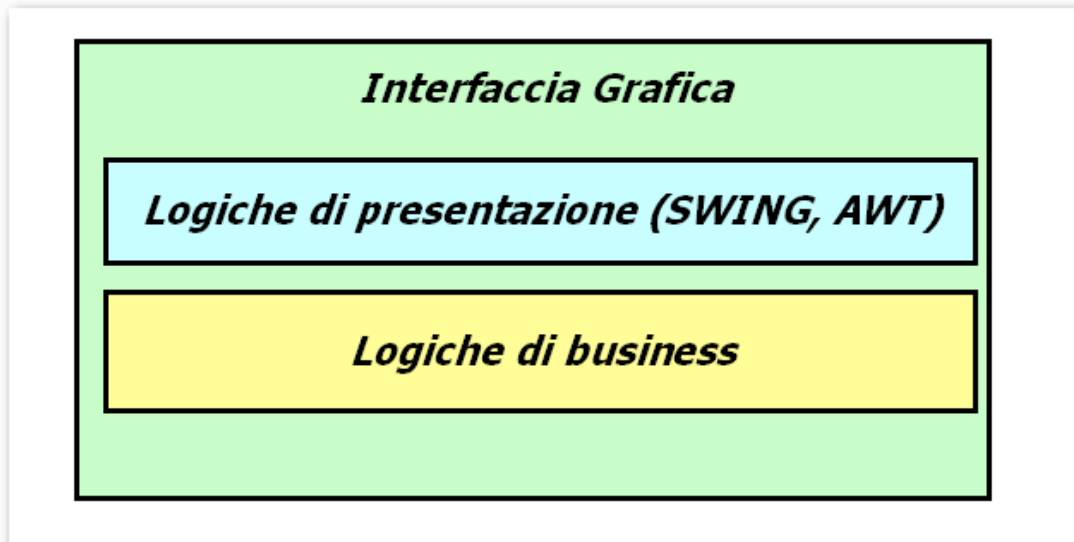 Interfaccia Grafica
Logiche di presentazione (SWING, AWT)
Logiche di business